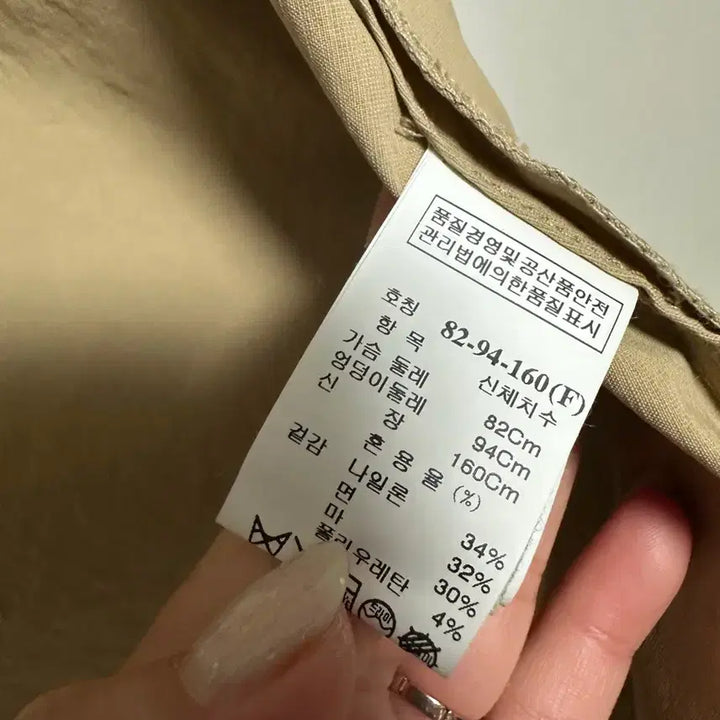 품질경영및공산품안전
관리법에의한품질표시
호칭 82-94-160(F)
항 목 신체치수
가슴 둘레 82Cm
엉덩이둘레 94Cm
신 장 160Cm
겉감 혼 용 율 (%)
나일론 34%
면 32%
마 30%
폴리우레탄 4%
드라이